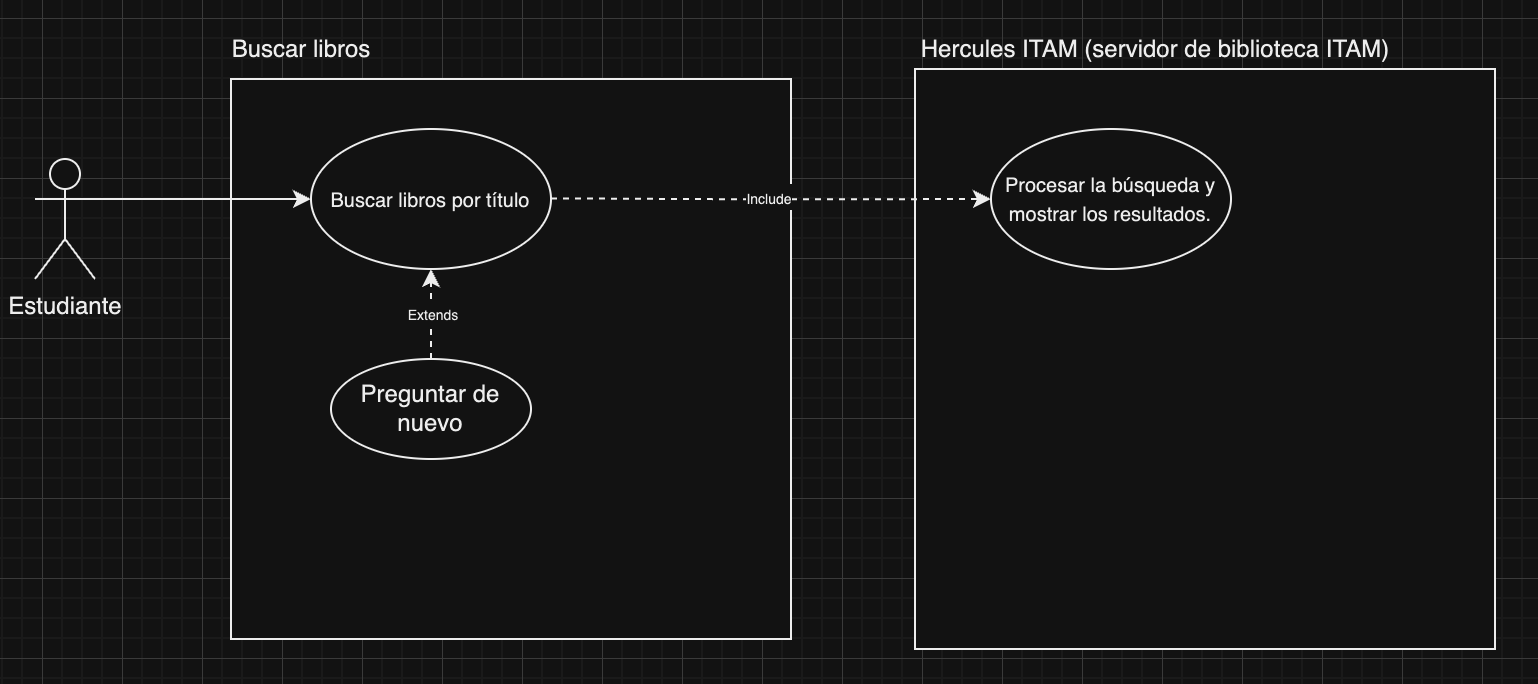 Buscar libros
Hercules ITAM (servidor de biblioteca ITAM)
Buscar libros por título
Include
Procesar la búsqueda y
mostrar los resultados.
Estudiante
Extends
Preguntar de
nuevo